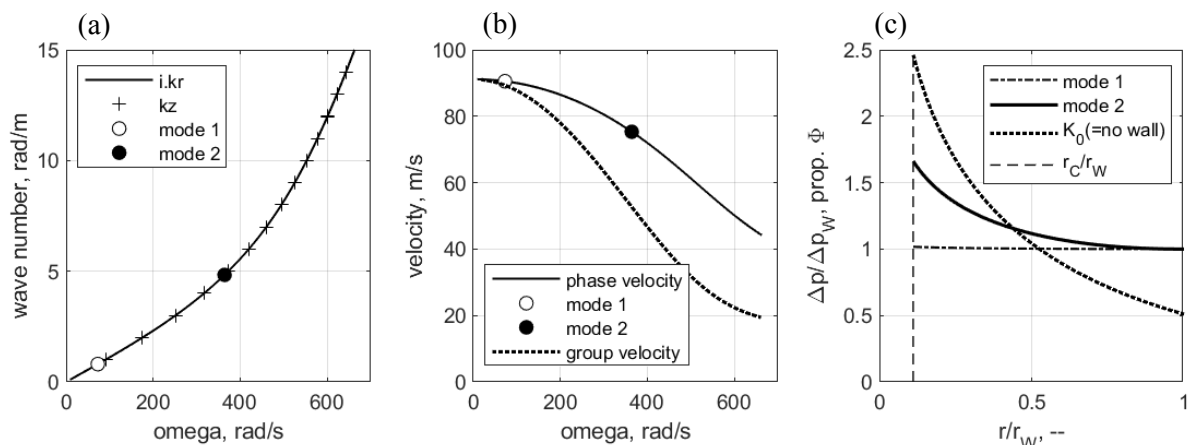 (a)
15
10
5
0
wave number, rad/m
i.kr
kz
mode 1
mode 2
0
200
400
600
omega, rad/s
(b)
100
80
60
40
20
0
velocity, m/s
phase velocity
mode 1
mode 2
group velocity
0
200
400
600
omega, rad/s
(c)
2.5
2
1.5
1
0.5
0
Δp/Δp_W, prop. Φ
mode 1
mode 2
K_0(=no wall)
r_C/r_W
0
0.5
1
r/r_W, --